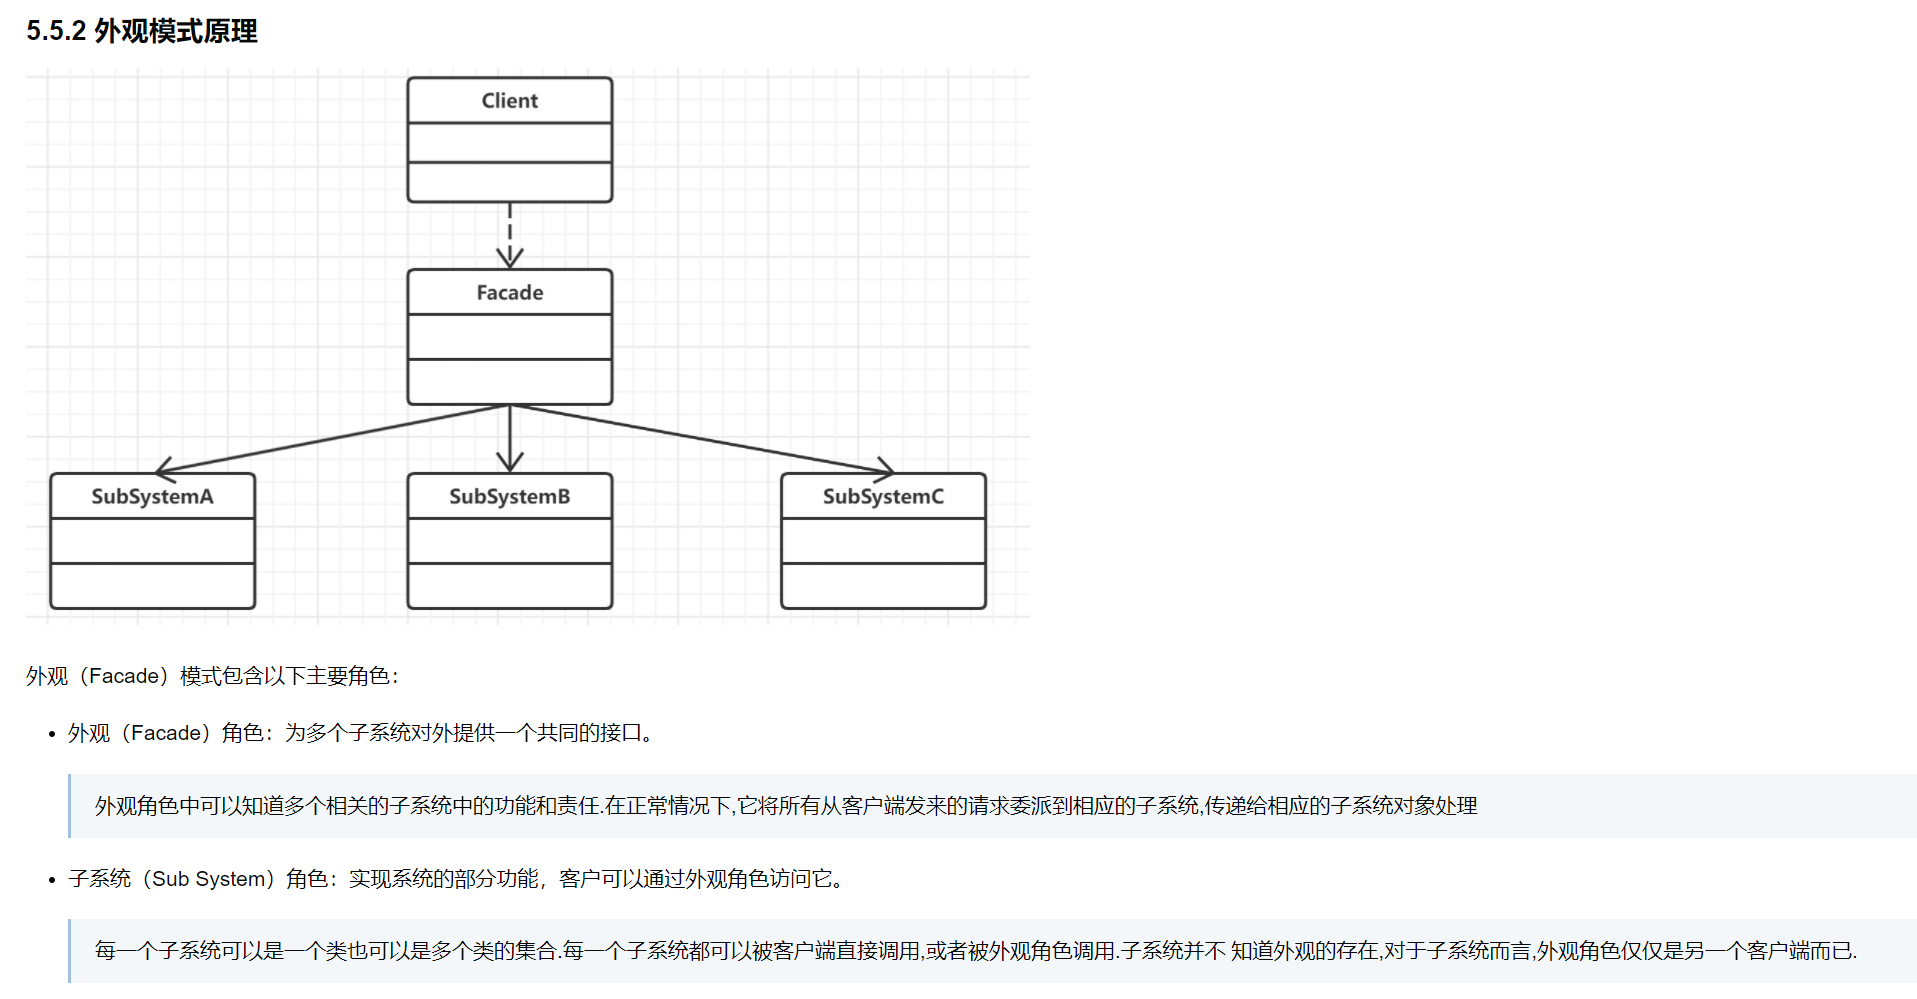 5.5.2 外观模式原理
Client
Facade
SubSystemA
SubSystemB
SubSystemC
外观（Facade）模式包含以下主要角色：
• 外观（Facade）角色：为多个子系统对外提供一个共同的接口。
外观角色中可以知道多个相关的子系统中的功能和责任.在正常情况下,它将所有从客户端发来的请求委派到相应的子系统,传递给相应的子系统对象处理
• 子系统（Sub System）角色：实现系统的部分功能，客户可以通过外观角色访问它。
每一个子系统可以是一个类也可以是多个类的集合.每一个子系统都可以被客户端直接调用,或者被外观角色调用.子系统并不 知道外观的存在,对于子系统而言,外观角色仅仅是另一个客户端而已.